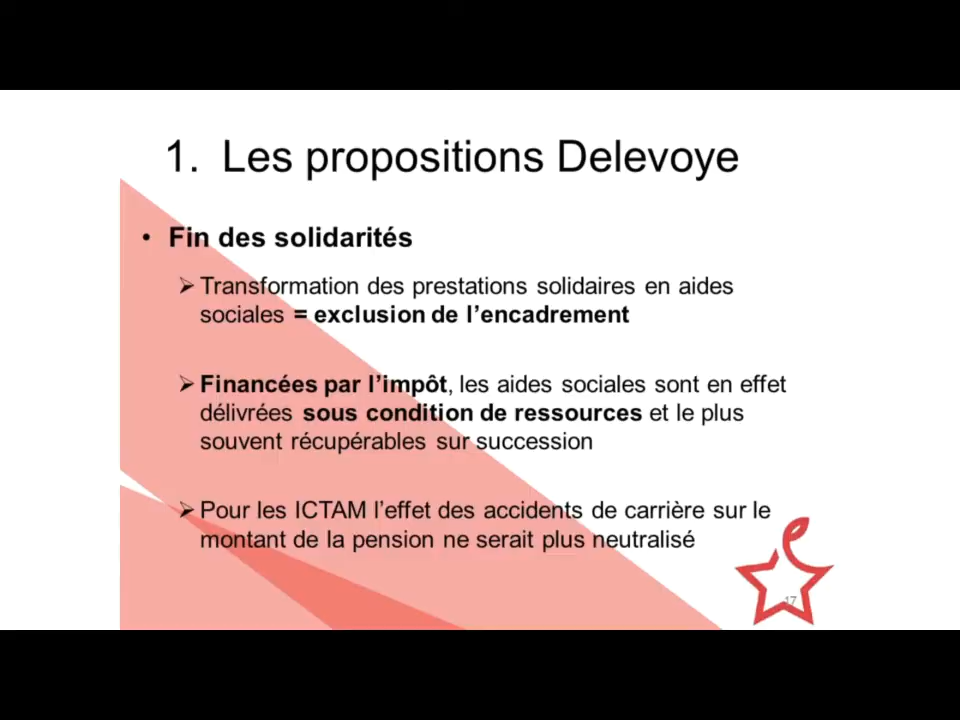 1. Les propositions Delevoye
• Fin des solidarités
➢ Transformation des prestations solidaires en aides
sociales = exclusion de l’encadrement
➢ Financées par l’impôt, les aides sociales sont en effet
délivrées sous condition de ressources et le plus
souvent récupérables sur succession
➢ Pour les ICTAM l’effet des accidents de carrière sur le
montant de la pension ne serait plus neutralisé
17